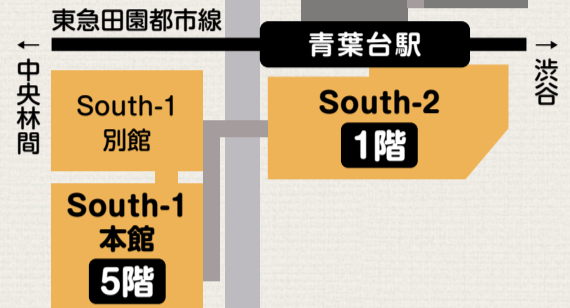 東急田園都市線
←
青葉台駅
→
中央林間
渋谷
South-1
別館
South-2
1階
South-1
本館
5階